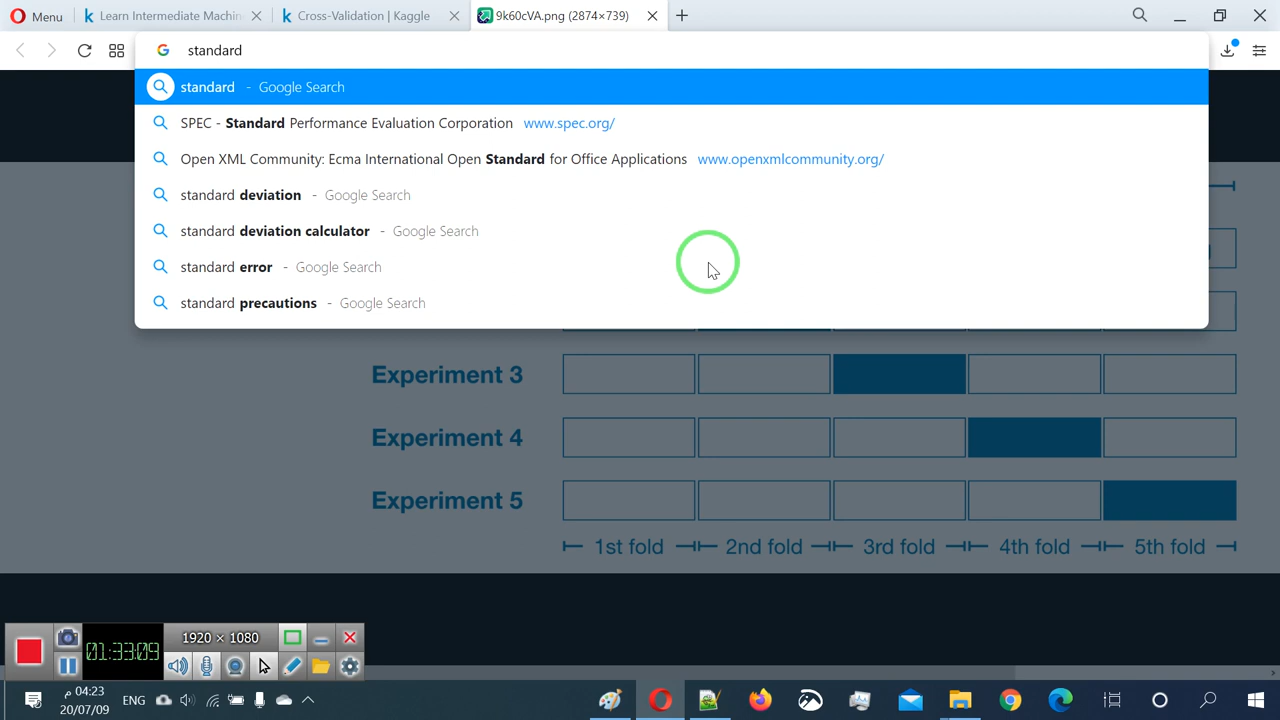 Menu
Learn Intermediate Machin
Cross-Validation | Kaggle
9k60cVA.png (2874×739)
standard
standard - Google Search
SPEC - Standard Performance Evaluation Corporation www.spec.org/
Open XML Community: Ecma International Open Standard for Office Applications www.openxmlcommunity.org/
standard deviation - Google Search
standard deviation calculator - Google Search
standard error - Google Search
standard precautions - Google Search
Experiment 3
Experiment 4
Experiment 5
1st fold 2nd fold 3rd fold 4th fold 5th fold
1920 × 1080
01:33:09
04:23 م
ENG
20/07/09